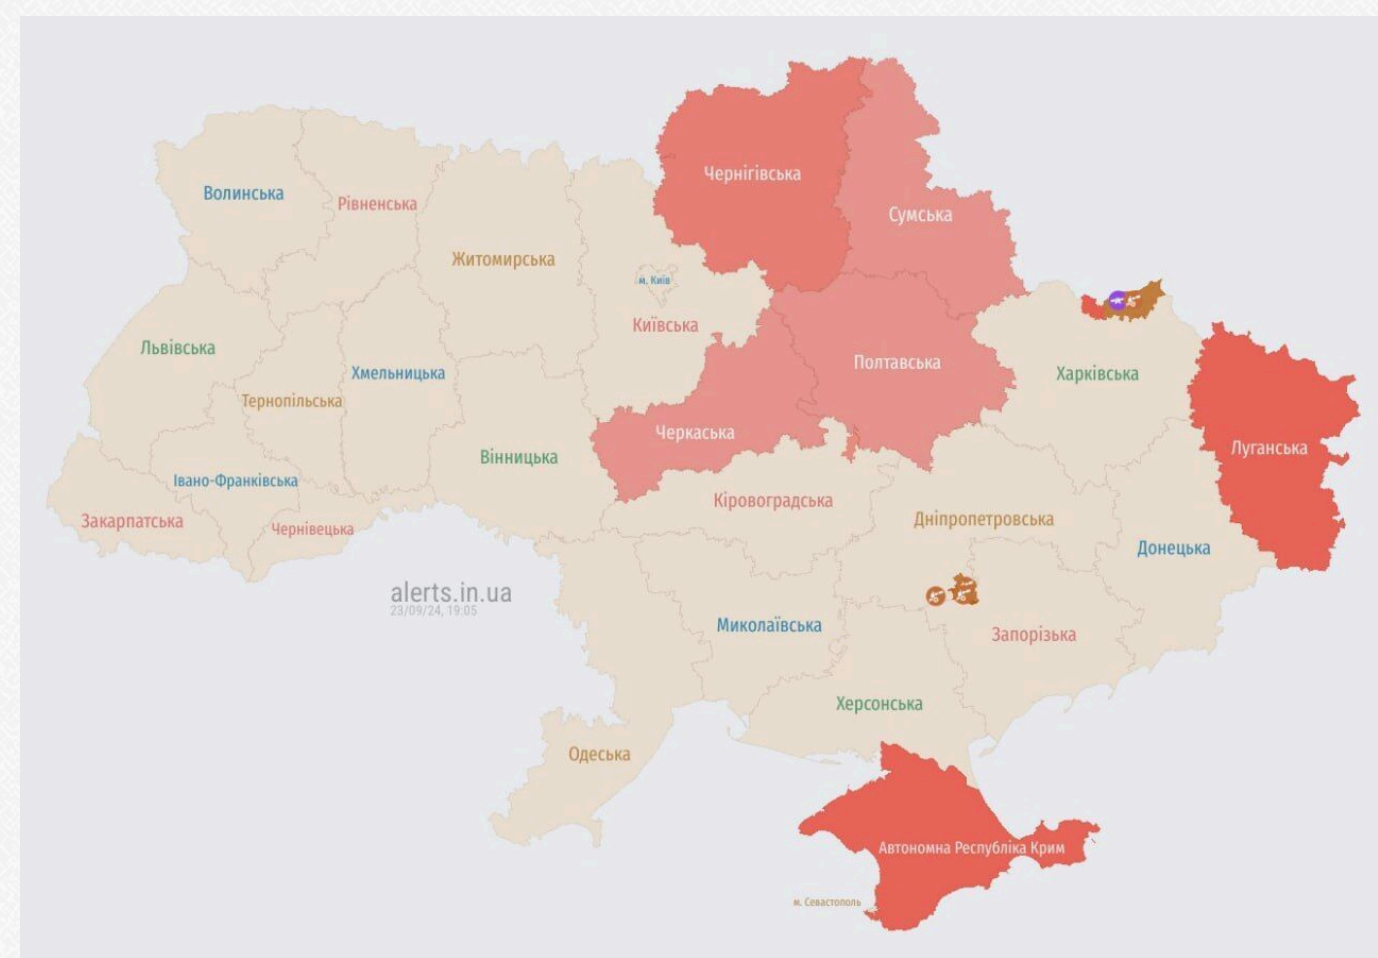 Чернігівська
Волинська
Рівненська
Сумська
Житомирська
м. Київ
Київська
Львівська
Хмельницька
Полтавська
Харківська
Тернопільська
Черкаська
Луганська
Вінницька
Івано-Франківська
Кіровоградська
Закарпатська
Чернівецька
Дніпропетровська
Донецька
alerts.in.ua
23/09/24, 19:05
Миколаївська
Запорізька
Херсонська
Одеська
Автономна Республіка Крим
м. Севастополь